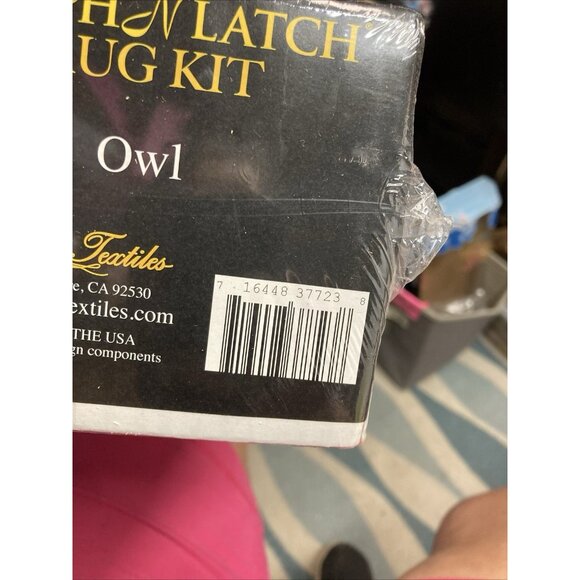 H N LATCH®
UG KIT
Owl
Textiles
e, CA 92530
extiles.com
THE USA
gn components
7 16448 37723 8